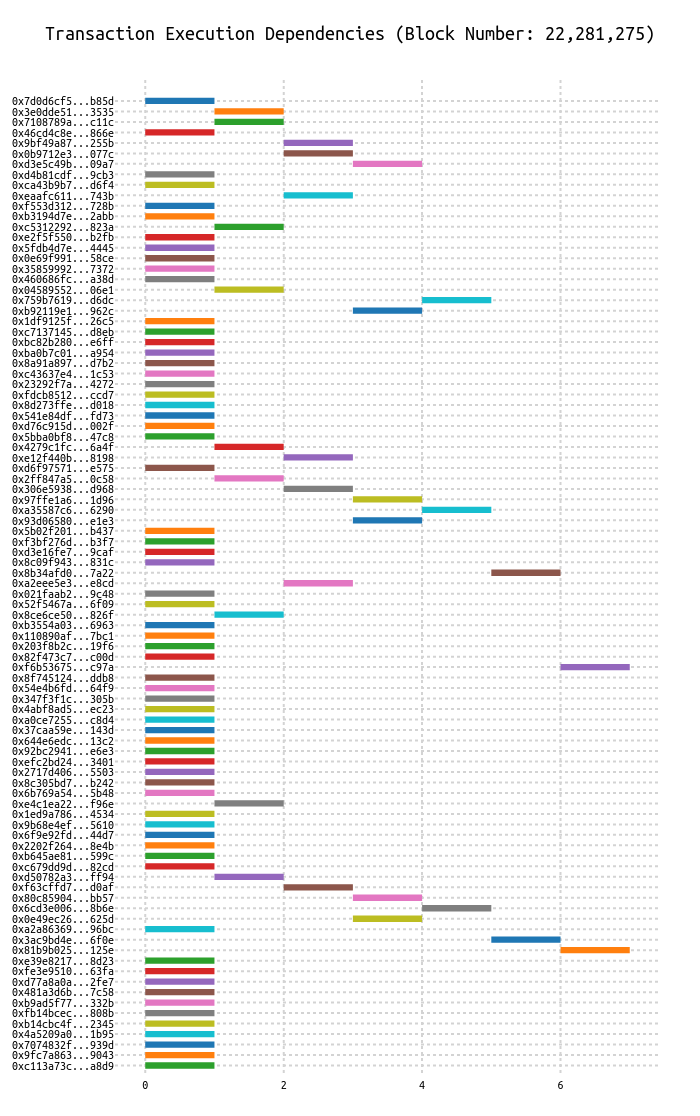 Transaction Execution Dependencies (Block Number: 22,281,275)
0x7d0d6cf5...b85d
0x3e0dde51...3535
0x7108789a...c11c
0x46cd4c8e...866e
0x9bf49a87...255b
0x0b9712e3...077c
0xd3e5c49b...09a7
0xd4b81cdf...9cb3
0xca43b9b7...d6f4
0xeaafc611...743b
0xf553d312...728b
0xb3194d7e...2abb
0xc5312292...823a
0xe2f5f550...b2fb
0x5fdb4d7e...4445
0x0e69f991...58ce
0x35859992...7372
0x460686fc...a38d
0x04589552...06e1
0x759b7619...d6dc
0xb92119e1...962c
0x1df9125f...26c5
0xc7137145...d8eb
0xbc82b280...e6ff
0xba0b7c01...a954
0x8a91a897...d7b2
0xc43637e4...1c53
0x23292f7a...4272
0xfdcb8512...ccd7
0x8d273ffe...d018
0x541e84df...fd73
0xd76c915d...002f
0x5bba0bf8...47c8
0x4279c1fc...6a4f
0xe12f440b...8198
0xd6f97571...e575
0x2ff847a5...0c58
0x306e5938...d968
0x97ffe1a6...1d96
0xa35587c6...6290
0x93d06580...e1e3
0x5b02f201...b437
0xf3bf276d...b3f7
0xd3e16fe7...9caf
0x8c09f943...831c
0x8b34afd0...7a22
0xa2eee5e3...e8cd
0x021faab2...9c48
0x52f5467a...6f09
0x8ce6ce50...826f
0xb3554a03...6963
0x110890af...7bc1
0x203f8b2c...19f6
0x82f473c7...c00d
0xf6b53675...c97a
0x8f745124...ddb8
0x54e4b6fd...64f9
0x347f3f1c...305b
0x4abf8ad5...ec23
0xa0ce7255...c8d4
0x37caa59e...143d
0x644e6edc...13c2
0x92bc2941...e6e3
0xefc2bd24...3401
0x2717d406...5503
0x8c305bd7...b242
0x6b769a54...5b48
0xe4c1ea22...f96e
0x1ed9a786...4534
0x9b68e4ef...5610
0x6f9e92fd...44d7
0x2202f264...8e4b
0xb645ae81...599c
0xc679dd9d...82cd
0xd50782a3...ff94
0xf63cffd7...d0af
0x80c85904...bb57
0x6cd3e006...8b6e
0x0e49ec26...625d
0xa2a86369...96bc
0x3ac9bd4e...6f0e
0x81b9b025...125e
0xe39e8217...8d23
0xfe3e9510...63fa
0xd77a8a0a...2fe7
0x481a3d6b...7c58
0xb9ad5f77...332b
0xfb14bcec...808b
0xb14cbc4f...2345
0x4a5209a0...1b95
0x7074832f...939d
0x9fc7a863...9043
0xc113a73c...a8d9
0 2 4 6